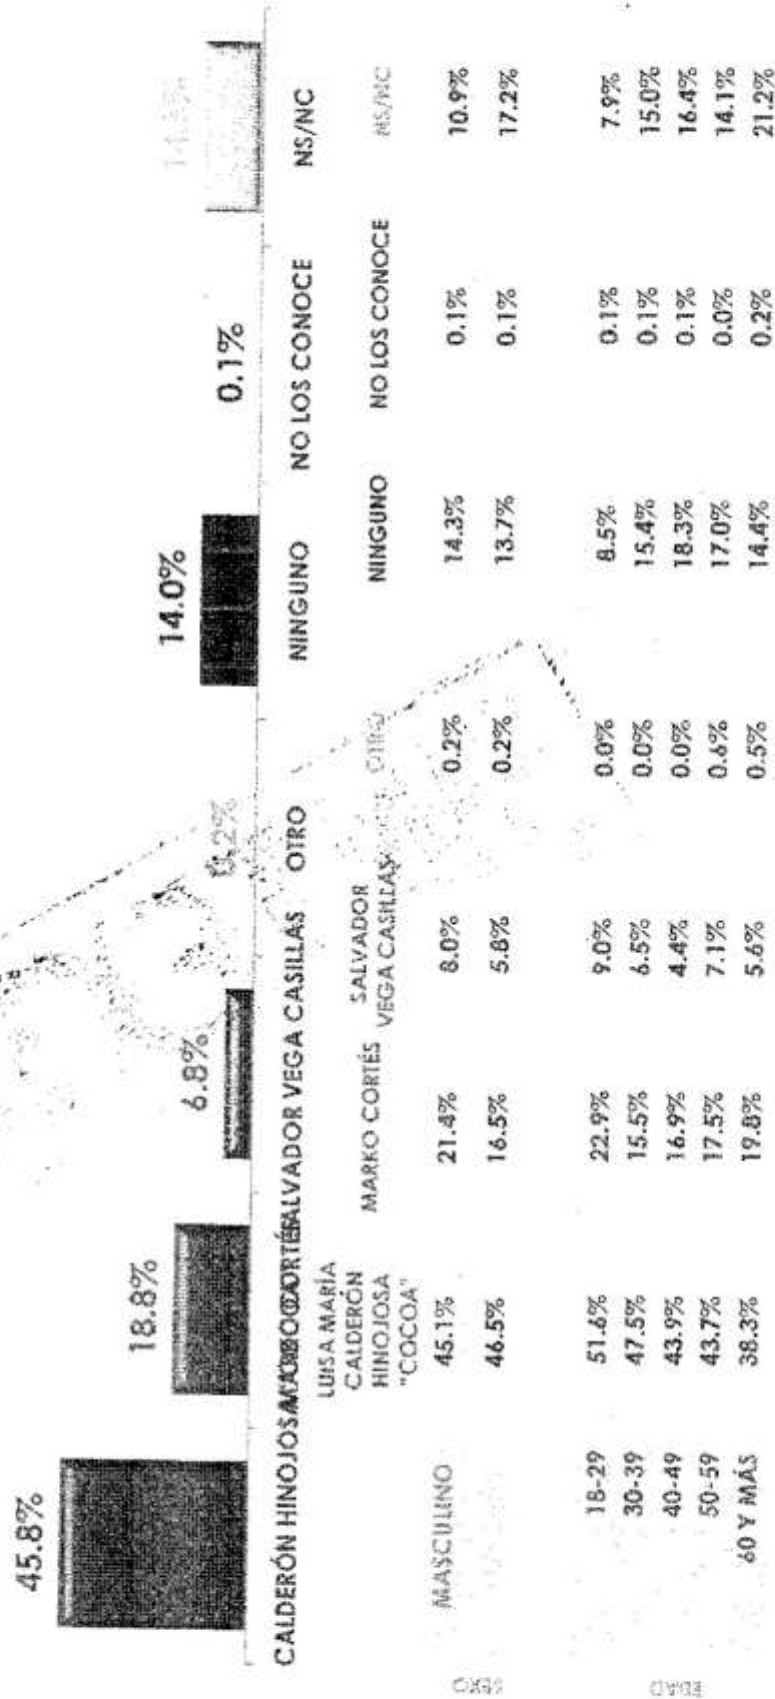 45.8%
18.8%
6.8%
0.2%
14.0%
0.1%
14.3%
CALDERÓN HINOJOSA
SALVADOR VEGA CASILLAS
OTRO
NINGUNO
NO LOS CONOCE
NS/NC
LUISA MARÍA
CALDERÓN
HINOJOSA
"COCOA"
MARKO CORTÉS
SALVADOR
VEGA CASILLAS
OTRO
NINGUNO
NO LOS CONOCE
NS/NC
SEXO
MASCULINO 45.1% 21.4% 8.0% 0.2% 14.3% 0.1% 10.9%
46.5% 16.5% 5.8% 0.2% 13.7% 0.1% 17.2%
EDAD
18-29 51.6% 22.9% 9.0% 0.0% 8.5% 0.1% 7.9%
30-39 47.5% 15.5% 6.5% 0.0% 15.4% 0.1% 15.0%
40-49 43.9% 16.9% 4.4% 0.0% 18.3% 0.1% 16.4%
50-59 43.7% 17.5% 7.1% 0.6% 17.0% 0.0% 14.1%
60 Y MÁS 38.3% 19.8% 5.6% 0.5% 14.4% 0.2% 21.2%